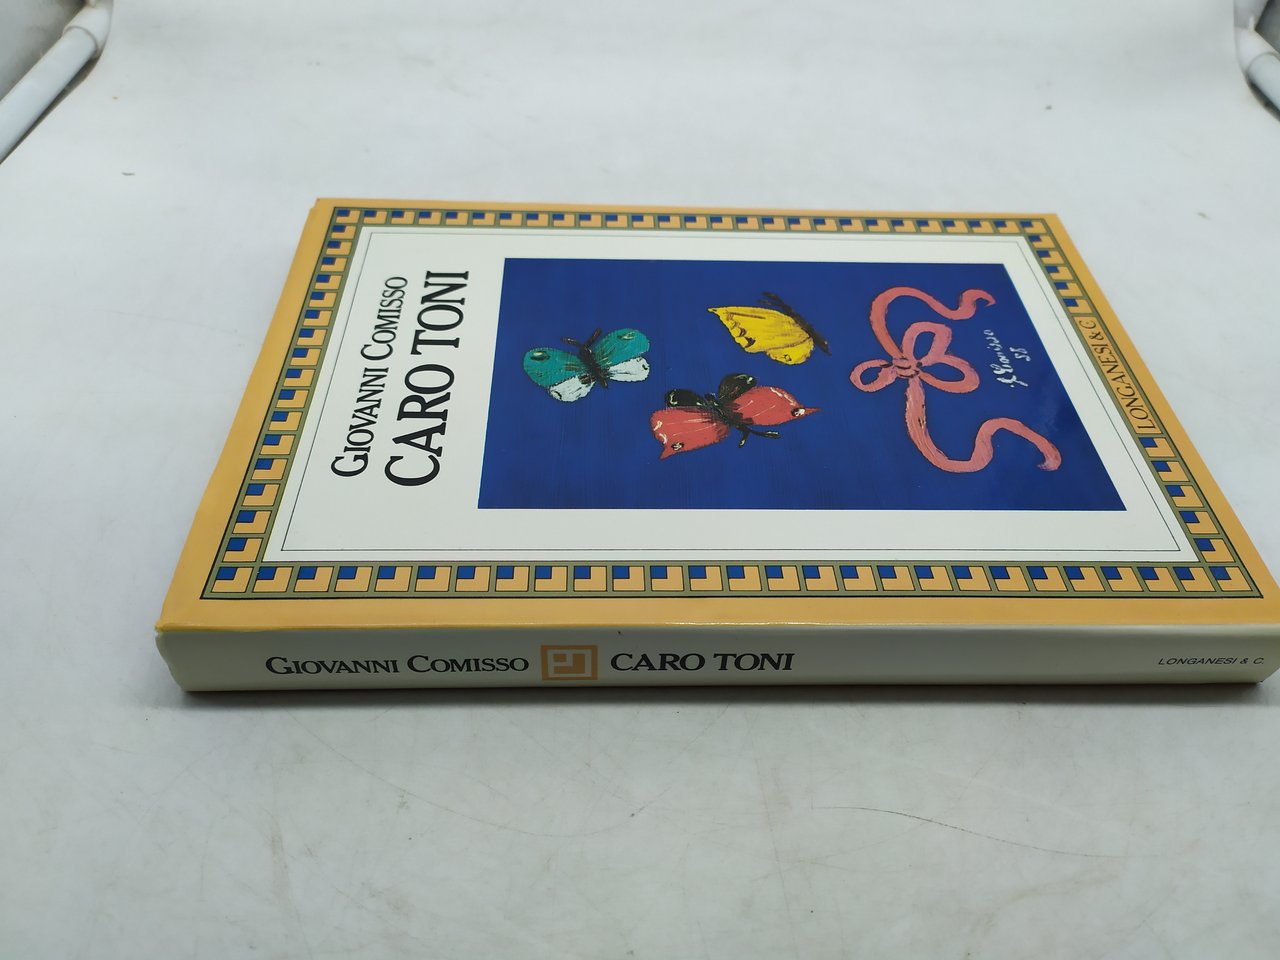 GIOVANNI COMISSO
CARO TONI
LONGANESI & C.
GIOVANNI COMISSO CARO TONI LONGANESI & C.